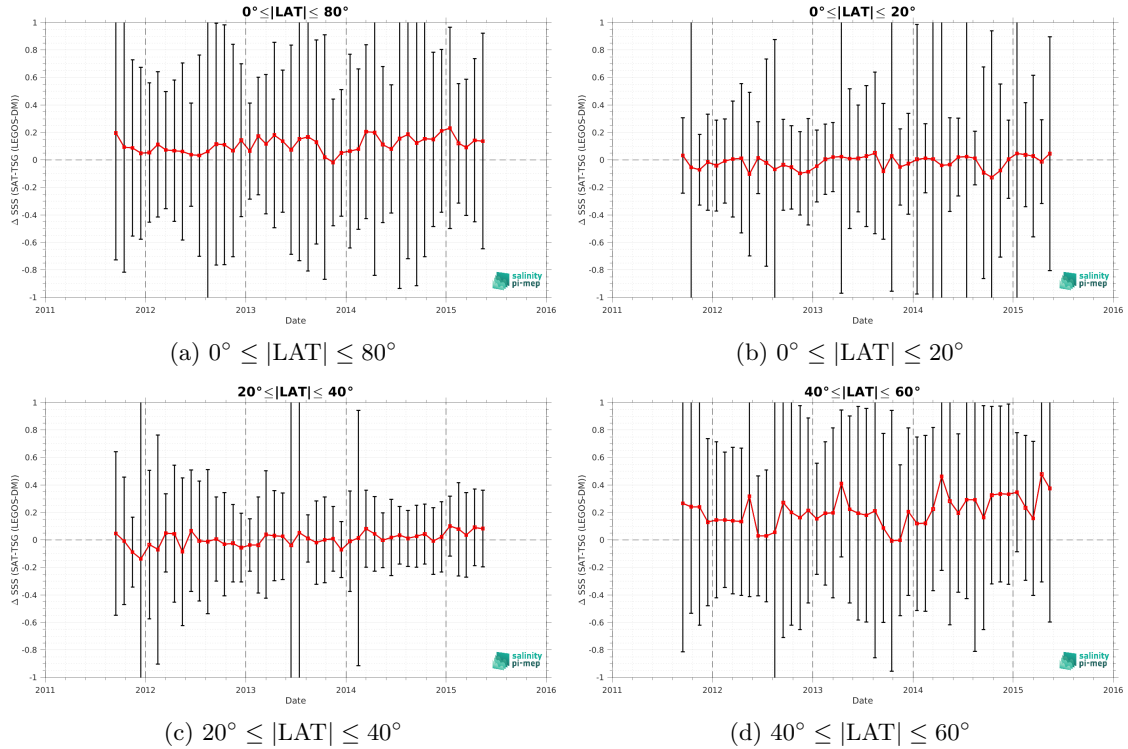 0°≤|LAT|≤ 80°
Δ SSS (SAT-TSG (LEGOS-DM))
1
0.8
0.6
0.4
0.2
0
-0.2
-0.4
-0.6
-0.8
-1
2011 2012 2013 2014 2015 2016
Date
salinity
pi-mep
(a) 0° ≤ |LAT| ≤ 80°
0°≤|LAT|≤ 20°
Δ SSS (SAT-TSG (LEGOS-DM))
1
0.8
0.6
0.4
0.2
0
-0.2
-0.4
-0.6
-0.8
-1
2011 2012 2013 2014 2015 2016
Date
salinity
pi-mep
(b) 0° ≤ |LAT| ≤ 20°
20°≤|LAT|≤ 40°
Δ SSS (SAT-TSG (LEGOS-DM))
1
0.8
0.6
0.4
0.2
0
-0.2
-0.4
-0.6
-0.8
-1
2011 2012 2013 2014 2015 2016
Date
salinity
pi-mep
(c) 20° ≤ |LAT| ≤ 40°
40°≤|LAT|≤ 60°
Δ SSS (SAT-TSG (LEGOS-DM))
1
0.8
0.6
0.4
0.2
0
-0.2
-0.4
-0.6
-0.8
-1
2011 2012 2013 2014 2015 2016
Date
salinity
pi-mep
(d) 40° ≤ |LAT| ≤ 60°